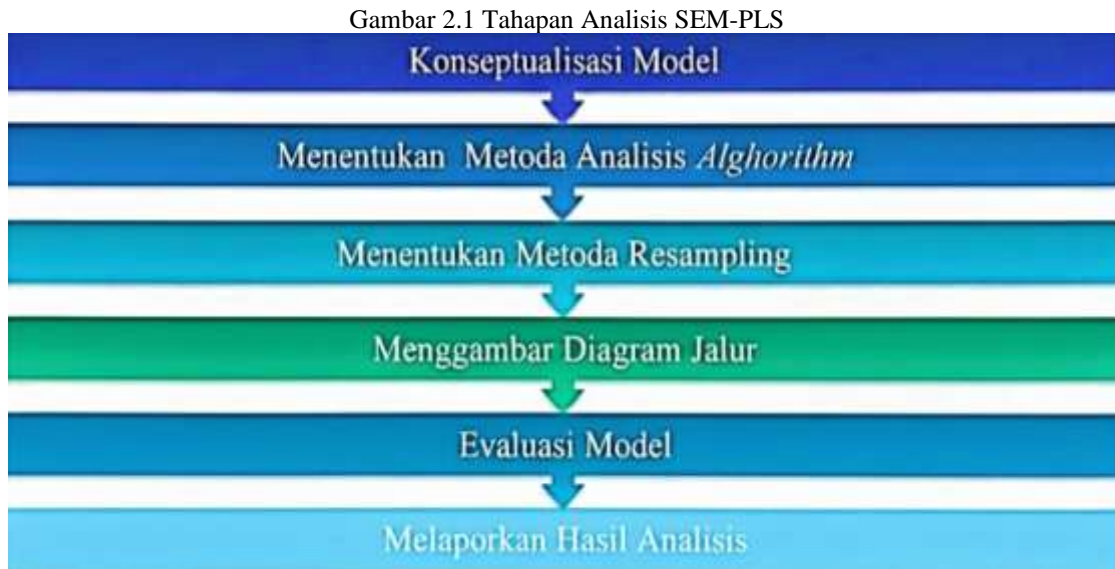 Gambar 2.1 Tahapan Analisis SEM-PLS
Konseptualisasi Model
Menentukan Metoda Analisis Alghorithm
Menentukan Metoda Resampling
Menggambar Diagram Jalur
Evaluasi Model
Melaporkan Hasil Analisis